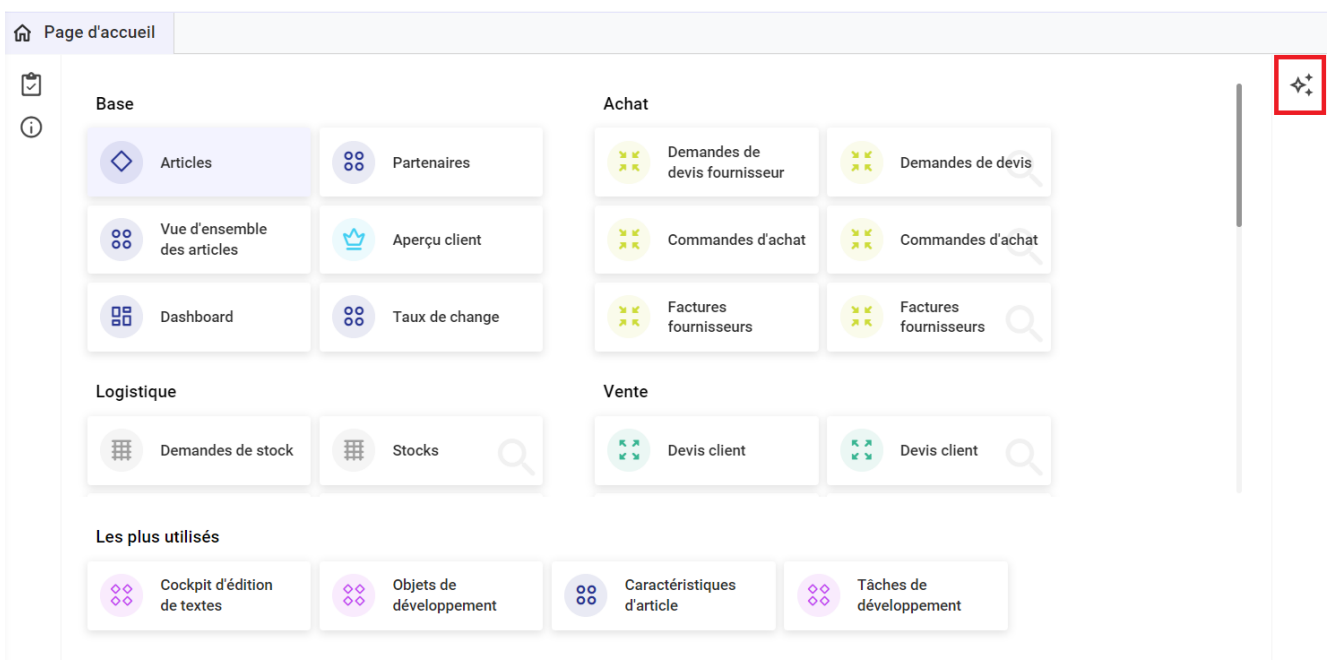 Page d'accueil
Base
Articles
Partenaires
Vue d'ensemble
des articles
Aperçu client
Dashboard
Taux de change
Achat
Demandes de
devis fournisseur
Demandes de devis
Commandes d'achat
Commandes d'achat
Factures
fournisseurs
Factures
fournisseurs
Logistique
Demandes de stock
Stocks
Vente
Devis client
Devis client
Les plus utilisés
Cockpit d'édition
de textes
Objets de
développement
Caractéristiques
d'article
Tâches de
développement